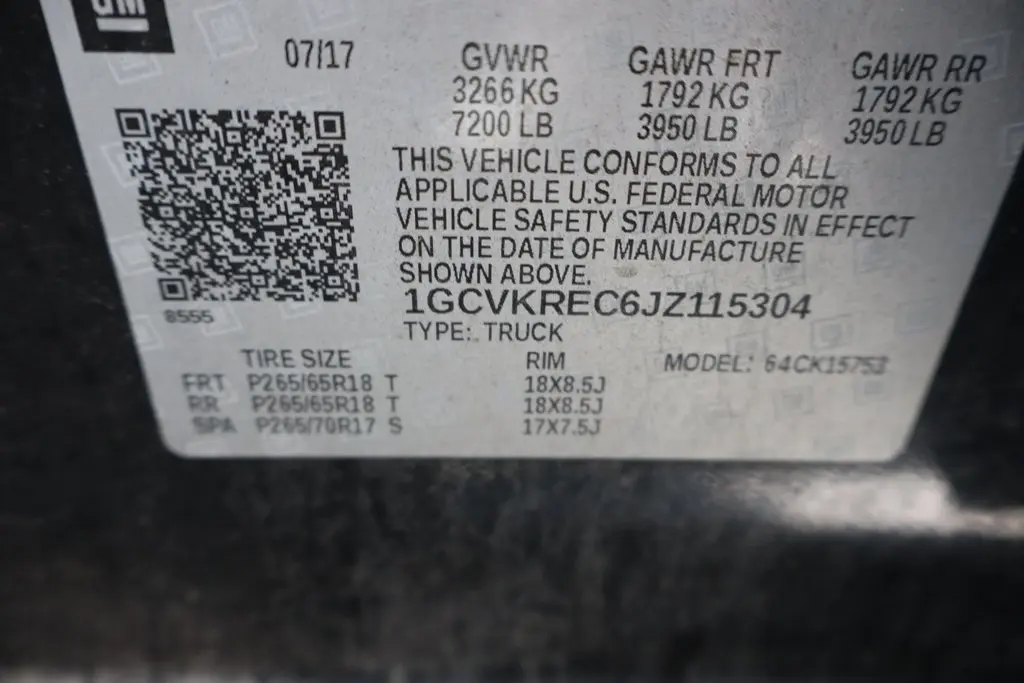 GM
07/17 GVWR GAWR FRT GAWR RR
3266 KG 1792 KG 1792 KG
7200 LB 3950 LB 3950 LB
THIS VEHICLE CONFORMS TO ALL
APPLICABLE U.S. FEDERAL MOTOR
VEHICLE SAFETY STANDARDS IN EFFECT
ON THE DATE OF MANUFACTURE
SHOWN ABOVE.
8555 1GCVKREC6JZ115304
TYPE: TRUCK
TIRE SIZE RIM MODEL: 64CK15753
FRT P265/65R18 T 18X8.5J
RR P265/65R18 T 18X8.5J
SPA P265/70R17 S 17X7.5J